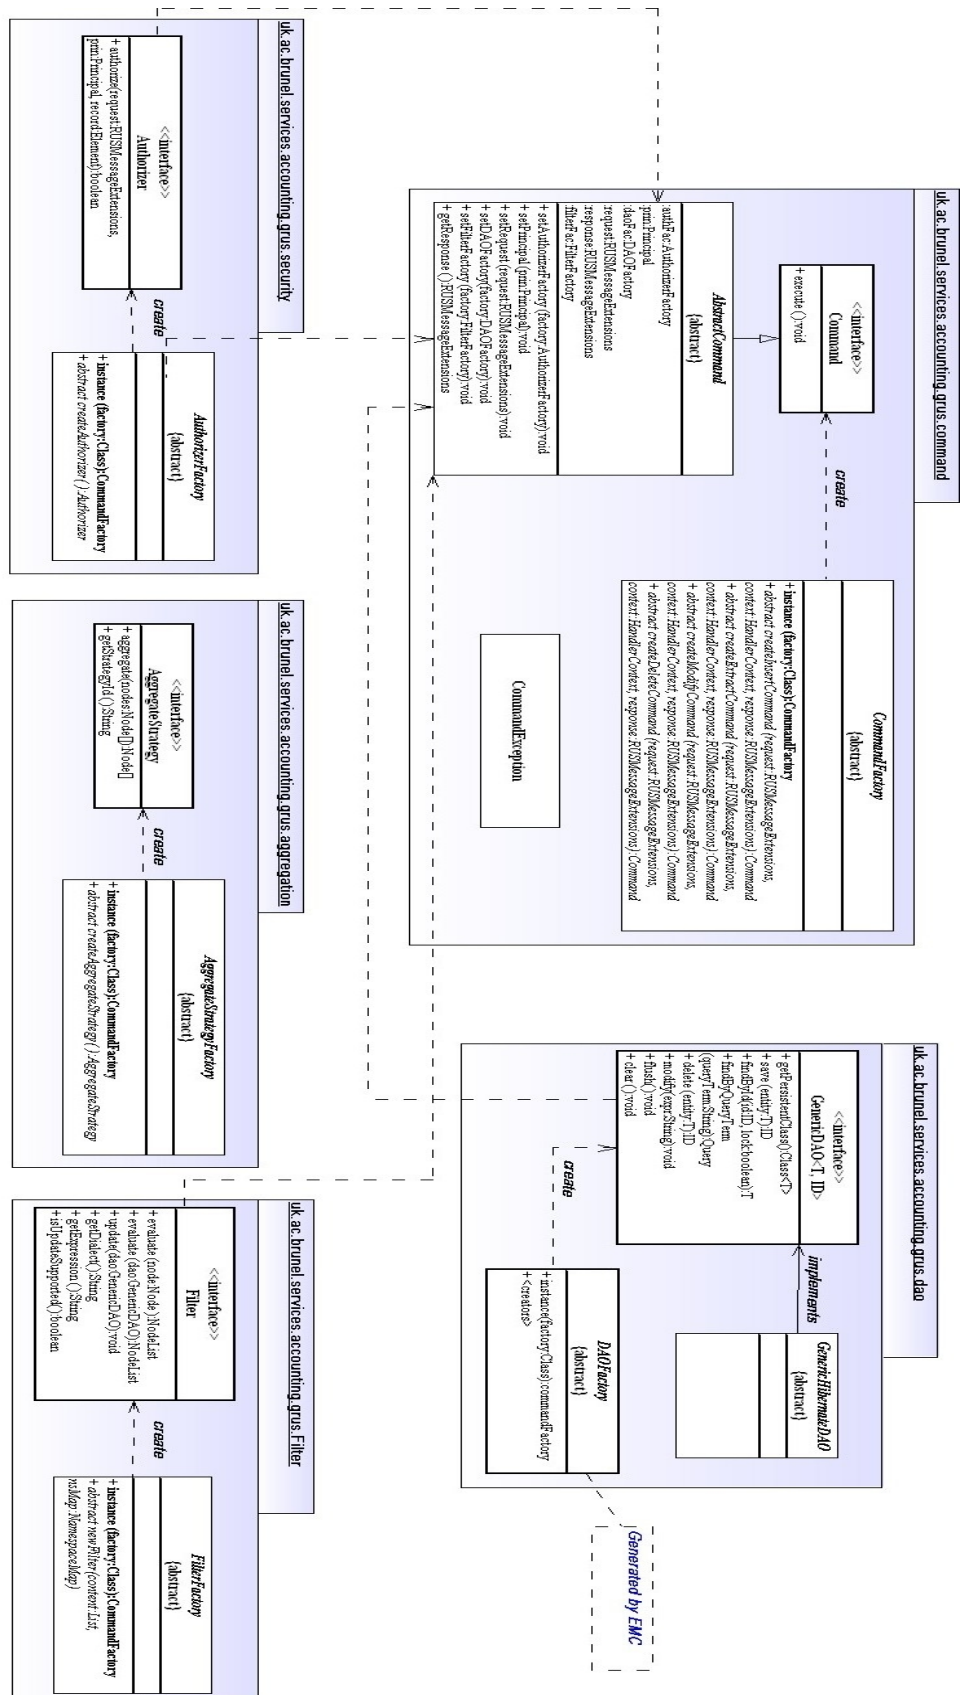 uk.ac.brunel.services.accounting.grus.command
<<interface>>
Command
+ execute ():void
create
CommandFactory
{abstract}
+ instance (factory:Class):CommandFactory
+ abstract createInsertCommand (request:RUSMessageExtensions,
context:HandlerContext, response:RUSMessageExtensions):Command
+ abstract createExtractCommand (request:RUSMessageExtensions,
context:HandlerContext, response:RUSMessageExtensions):Command
+ abstract createModifyCommand (request:RUSMessageExtensions,
context:HandlerContext, response:RUSMessageExtensions):Command
+ abstract createDeleteCommand (request:RUSMessageExtensions,
context:HandlerContext, response:RUSMessageExtensions):Command
AbstractCommand
{abstract}
:authFac:AuthorizerFactory
:prin:Principal
:daoFac:DAOFactory
:request:RUSMessageExtensions
:response:RUSMessageExtensions
:filterFac:FilterFactory
+ setAuthorizerFactory (factory:AuthorizerFactory):void
+ setPrincipal (prin:Principal):void
+ setRequest (request:RUSMessageExtensions):void
+ setDAOFactory(factory:DAOFactory):void
+ setFilterFactory (factory:FilterFactory):void
+ getResponse ():RUSMessageExtensions
CommandException
uk.ac.brunel.services.accounting.grus.dao
<<interface>>
GenericDAO<T, ID>
+ getPersistentClass():Class<T>
+ save (entity:T):ID
+ findById(id:ID, lock:boolean):T
+ findByQueryTerm
(queryTerm:String):Query
+ delete (entity:T):ID
+ modify(expr:String):void
+ flush():void
+ clear ():void
implements
GenericHibernateDAO
{abstract}
create
DAOFactory
{abstract}
+ instance(factory:Class):commandFactory
+ <creators>
Generated by EMC
uk.ac.brunel.services.accounting.grus.security
<<interface>>
Authorizer
+ authorize(request:RUSMessageExtensions,
prin:Principal, record:Element):boolean
create
AuthorizerFactory
{abstract}
+ instance (factory:Class):CommandFactory
+ abstract createAuthorizer( ):Authorizer
uk.ac.brunel.services.accounting.grus.aggregation
<<interface>>
AggregateStrategy
+ aggregate(nodes:Node[]):Node[]
+ getStrategyId ():String
create
AggregateStrategyFactory
{abstract}
+ instance (factory:Class):CommandFactory
+ abstract createAggregateStrategy ( ):AggregateStrategy
uk.ac.brunel.services.accounting.grus.Filter
<<interface>>
Filter
+ evaluate (node:Node ):NodeList
+ evaluate (dao:GenericDAO):NodeList
+ update(dao:GenericDAO):void
+ getDialect():String
+ getExpression ():String
+ isUpdateSupported():boolean
create
FilterFactory
{abstract}
+ instance (factory:Class):CommandFactory
+ abstract newFilter(content:List,
nsMap:NamespaceMap)